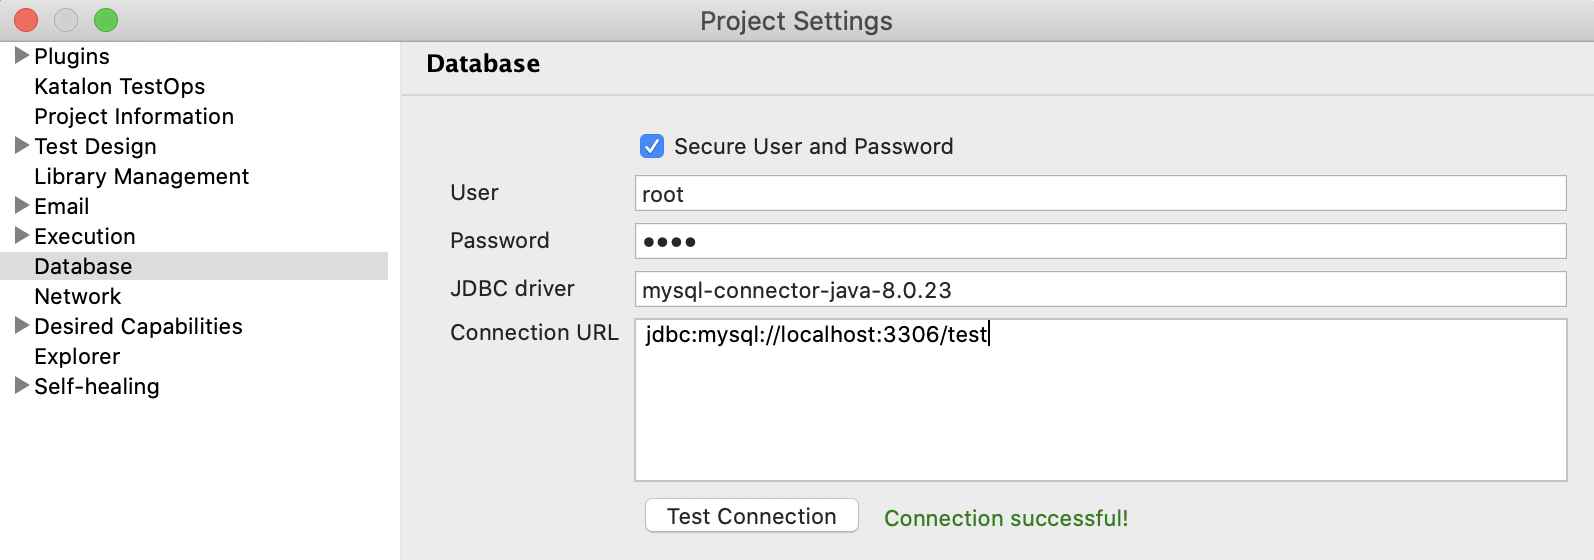 Project Settings
Plugins
Katalon TestOps
Project Information
Test Design
Library Management
Email
Execution
Database
Network
Desired Capabilities
Explorer
Self-healing
Database
Secure User and Password
User
root
Password
••••
JDBC driver
mysql-connector-java-8.0.23
Connection URL
jdbc:mysql://localhost:3306/test
Test Connection
Connection successful!